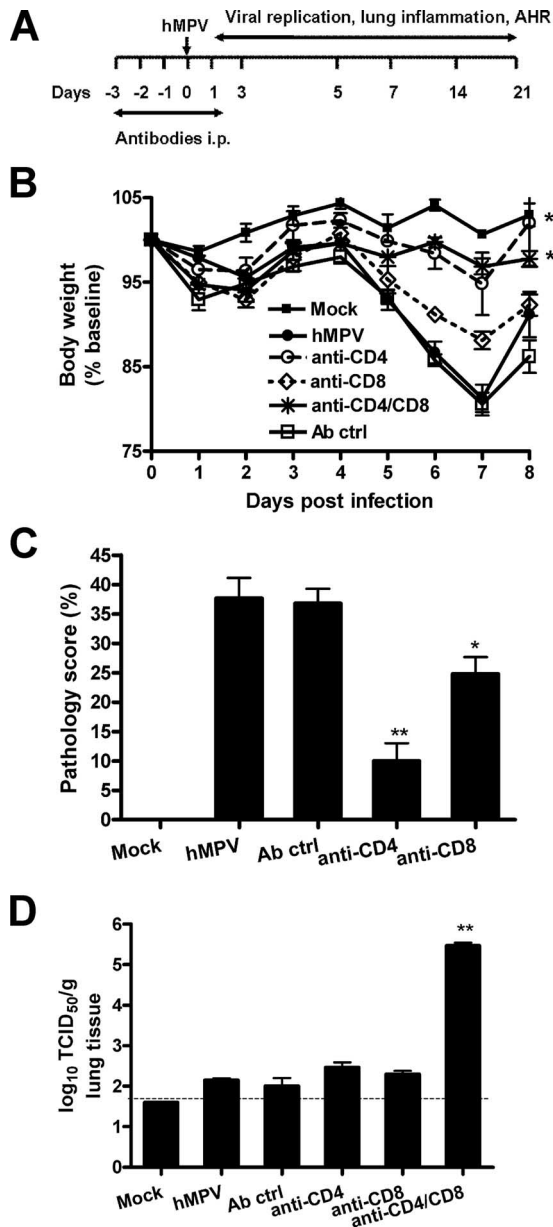 A
hMPV
Viral replication, lung inflammation, AHR
Days -3 -2 -1 0 1 3 5 7 14 21
Antibodies i.p.
B
Body weight
(% baseline)
105
95
85
75
*
*
Mock
hMPV
anti-CD4
anti-CD8
anti-CD4/CD8
Ab ctrl
0 1 2 3 4 5 6 7 8
Days post infection
C
Pathology score (%)
45
40
35
30
25
20
15
10
5
0
**
*
Mock hMPV Ab ctrl anti-CD4 anti-CD8
D
log10 TCID50/g
lung tissue
6
5
4
3
2
1
0
**
Mock hMPV Ab ctrl anti-CD4 anti-CD8 anti-CD4/CD8